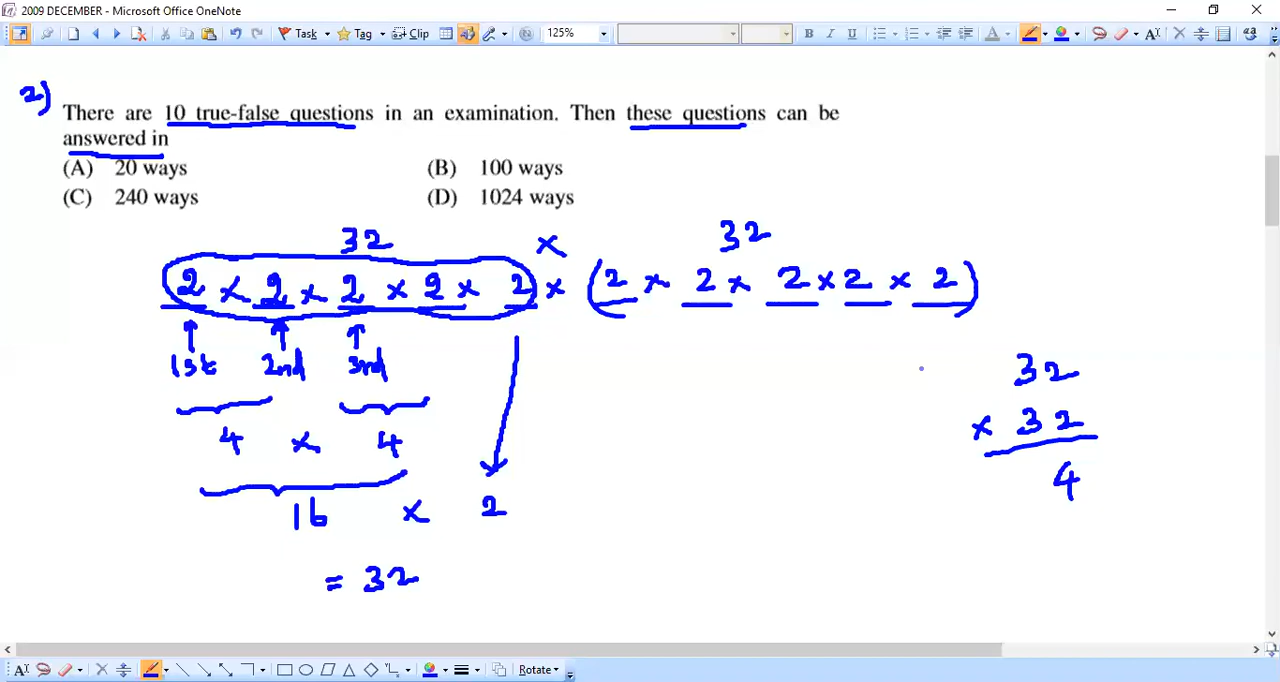 2009 DECEMBER - Microsoft Office OneNote
Task Tag Clip 125% B I U A
2)
There are 10 true-false questions in an examination. Then these questions can be
answered in
(A) 20 ways (B) 100 ways
(C) 240 ways (D) 1024 ways
32 × 32
2 × 2 × 2 × 2 × 2 × (2 × 2 × 2 × 2 × 2)
1st 2nd 3rd
4 × 4
16 × 2
= 32
32
× 32
4
Rotate